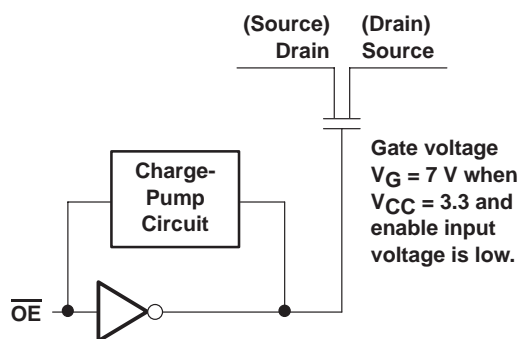 (Source) (Drain)
Drain Source
Gate voltage
VG = 7 V when
VCC = 3.3 and
enable input
voltage is low.
Charge-
Pump
Circuit
OE